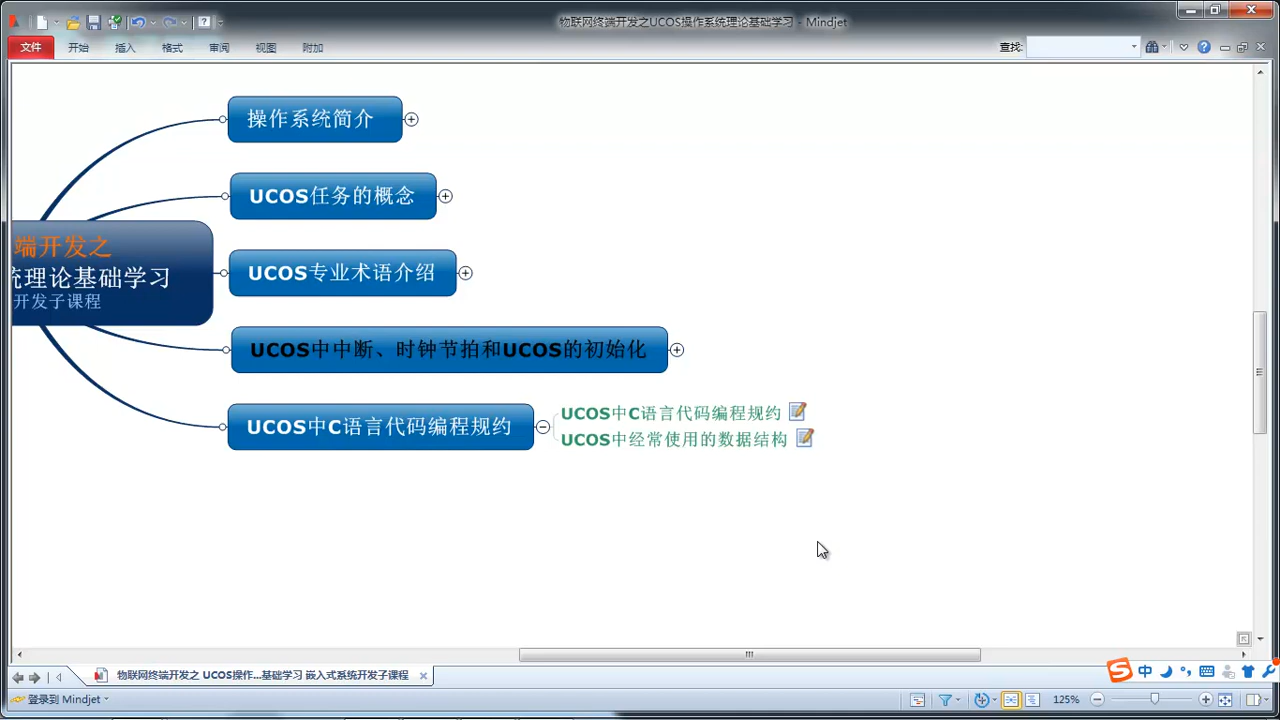 物联网终端开发之UCOS操作系统理论基础学习 - Mindjet
文件 开始 插入 格式 审阅 视图 附加 查找:
操作系统简介
UCOS任务的概念
端开发之
统理论基础学习
开发子课程
UCOS专业术语介绍
UCOS中中断、时钟节拍和UCOS的初始化
UCOS中C语言代码编程规约
UCOS中C语言代码编程规约
UCOS中经常使用的数据结构
物联网终端开发之 UCOS操作...基础学习 嵌入式系统开发子课程
中
登录到 Mindjet
125%